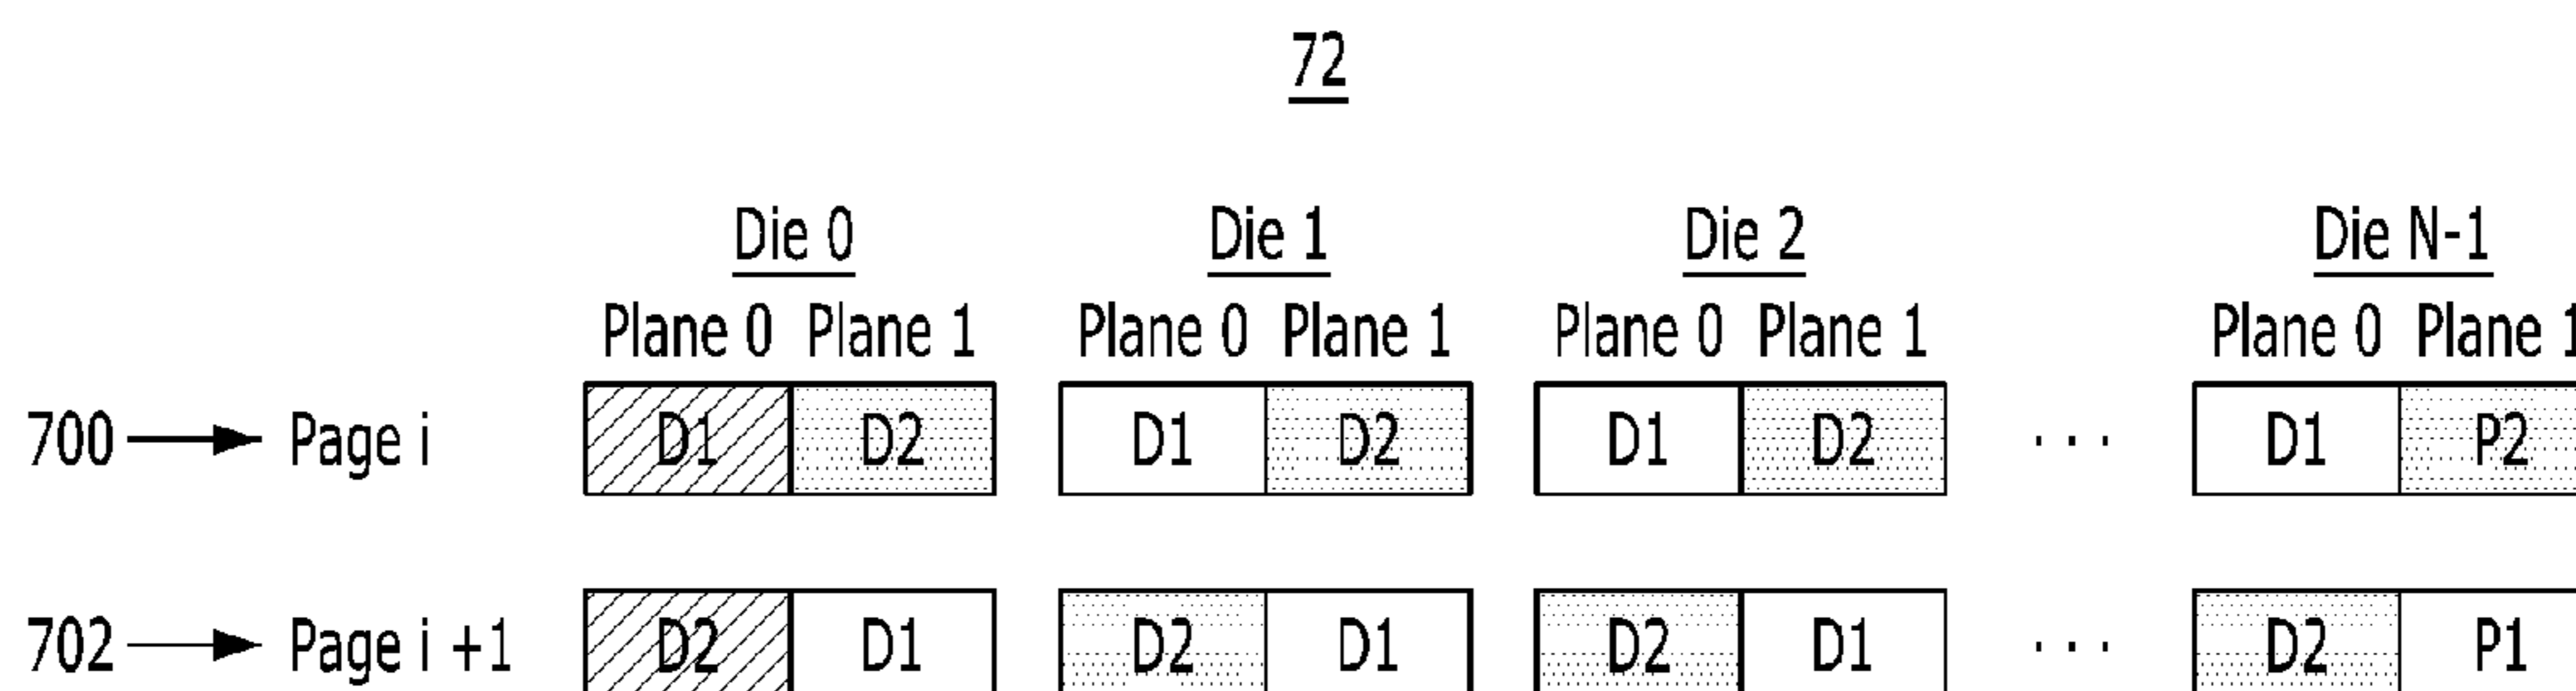 72
Die 0 Die 1 Die 2 Die N-1
Plane 0 Plane 1 Plane 0 Plane 1 Plane 0 Plane 1 Plane 0 Plane 1
700 Page i D1 D2 D1 D2 D1 D2 ... D1 P2
702 Page i +1 D2 D1 D2 D1 D2 D1 ... D2 P1